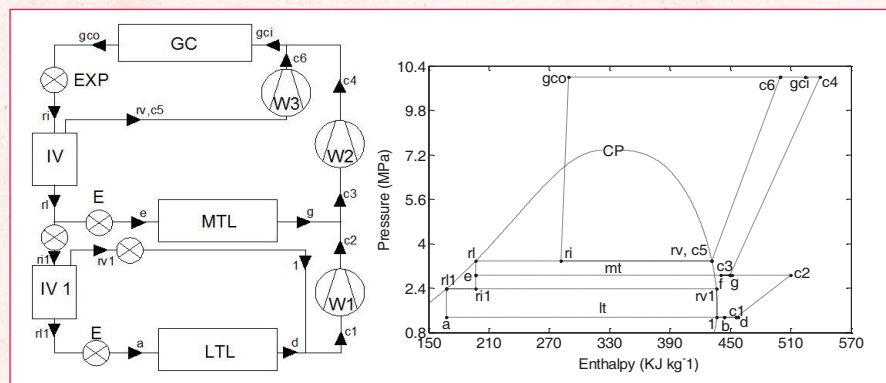 gco
GC
gci
c6
c4
EXP
W3
ri
rv,c5
IV
W2
rl
E
c3
e
MTL
g
ri1
rv1
c2
1
IV 1
W1
rl1
E
c1
a
LTL
d
Pressure (MPa)
10.4
8.8
7.2
5.6
4
2.4
0.8
gco
c6
gci
c4
CP
rl
ri
rv, c5
mt
e
c3
f
g
c2
rl1
ri1
rv1
lt
c1
a
1
b
d
150
210
270
330
390
450
510
570
Enthalpy (KJ kg-1)